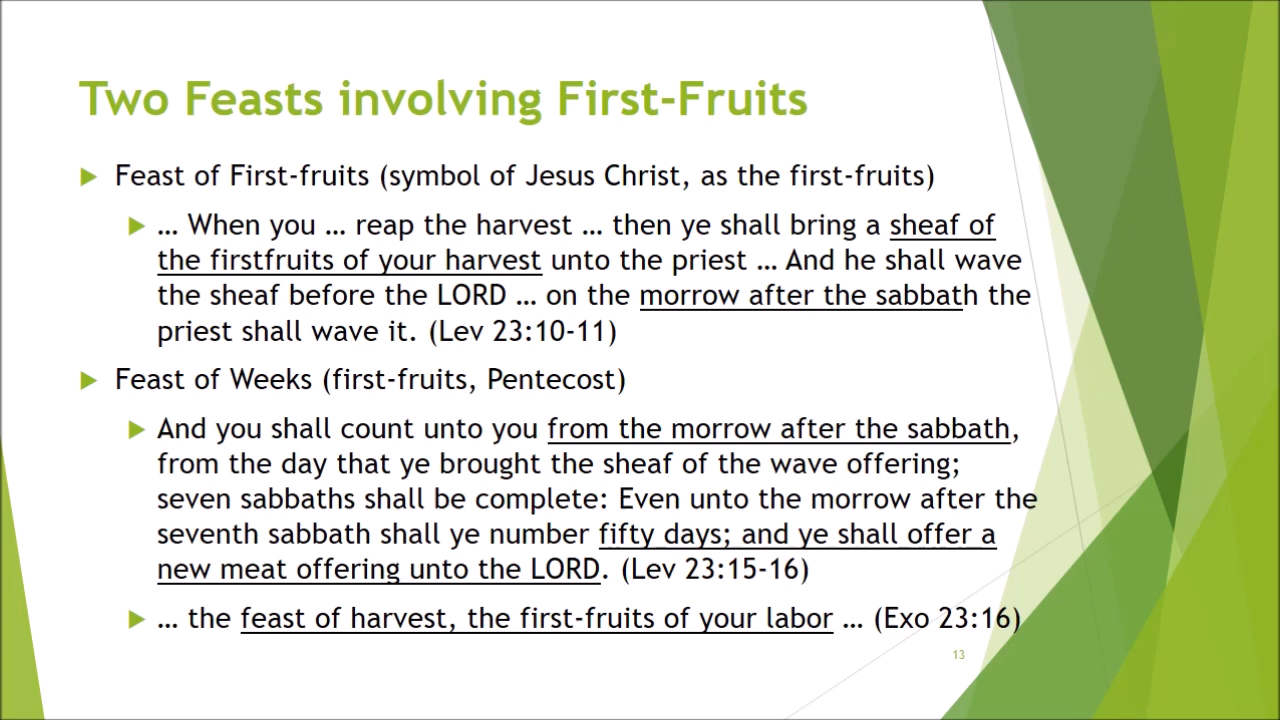 Two Feasts involving First-Fruits
Feast of First-fruits (symbol of Jesus Christ, as the first-fruits)
… When you … reap the harvest … then ye shall bring a sheaf of
the firstfruits of your harvest unto the priest … And he shall wave
the sheaf before the LORD … on the morrow after the sabbath the
priest shall wave it. (Lev 23:10-11)
Feast of Weeks (first-fruits, Pentecost)
And you shall count unto you from the morrow after the sabbath,
from the day that ye brought the sheaf of the wave offering;
seven sabbaths shall be complete: Even unto the morrow after the
seventh sabbath shall ye number fifty days; and ye shall offer a
new meat offering unto the LORD. (Lev 23:15-16)
… the feast of harvest, the first-fruits of your labor … (Exo 23:16)
13